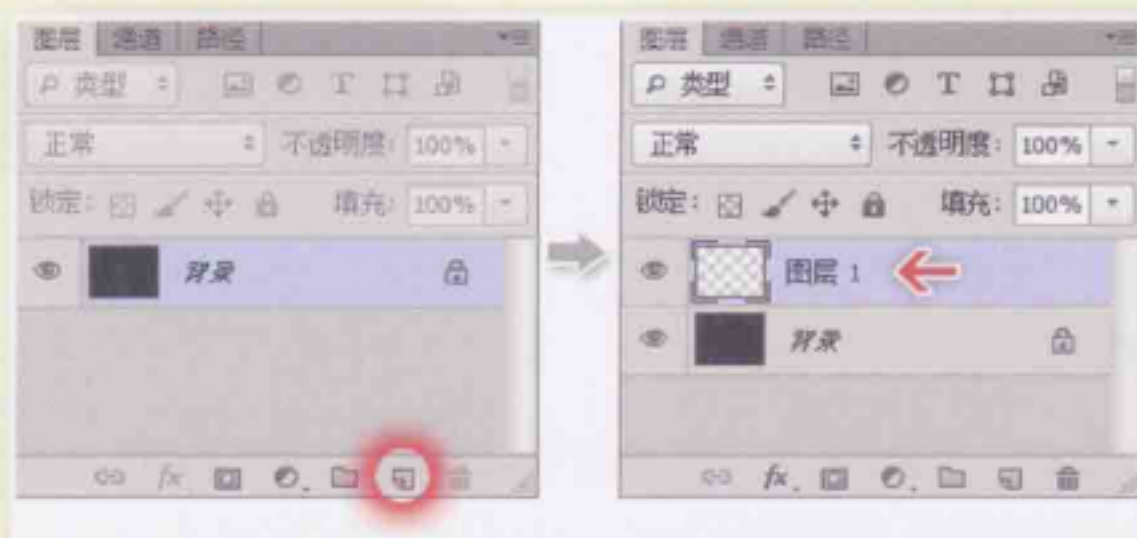 图层 通道 路径
类型
T
正常 不透明度: 100%
锁定: 填充: 100%
背景
fx
图层 通道 路径
类型
T
正常 不透明度: 100%
锁定: 填充: 100%
图层 1
背景
fx